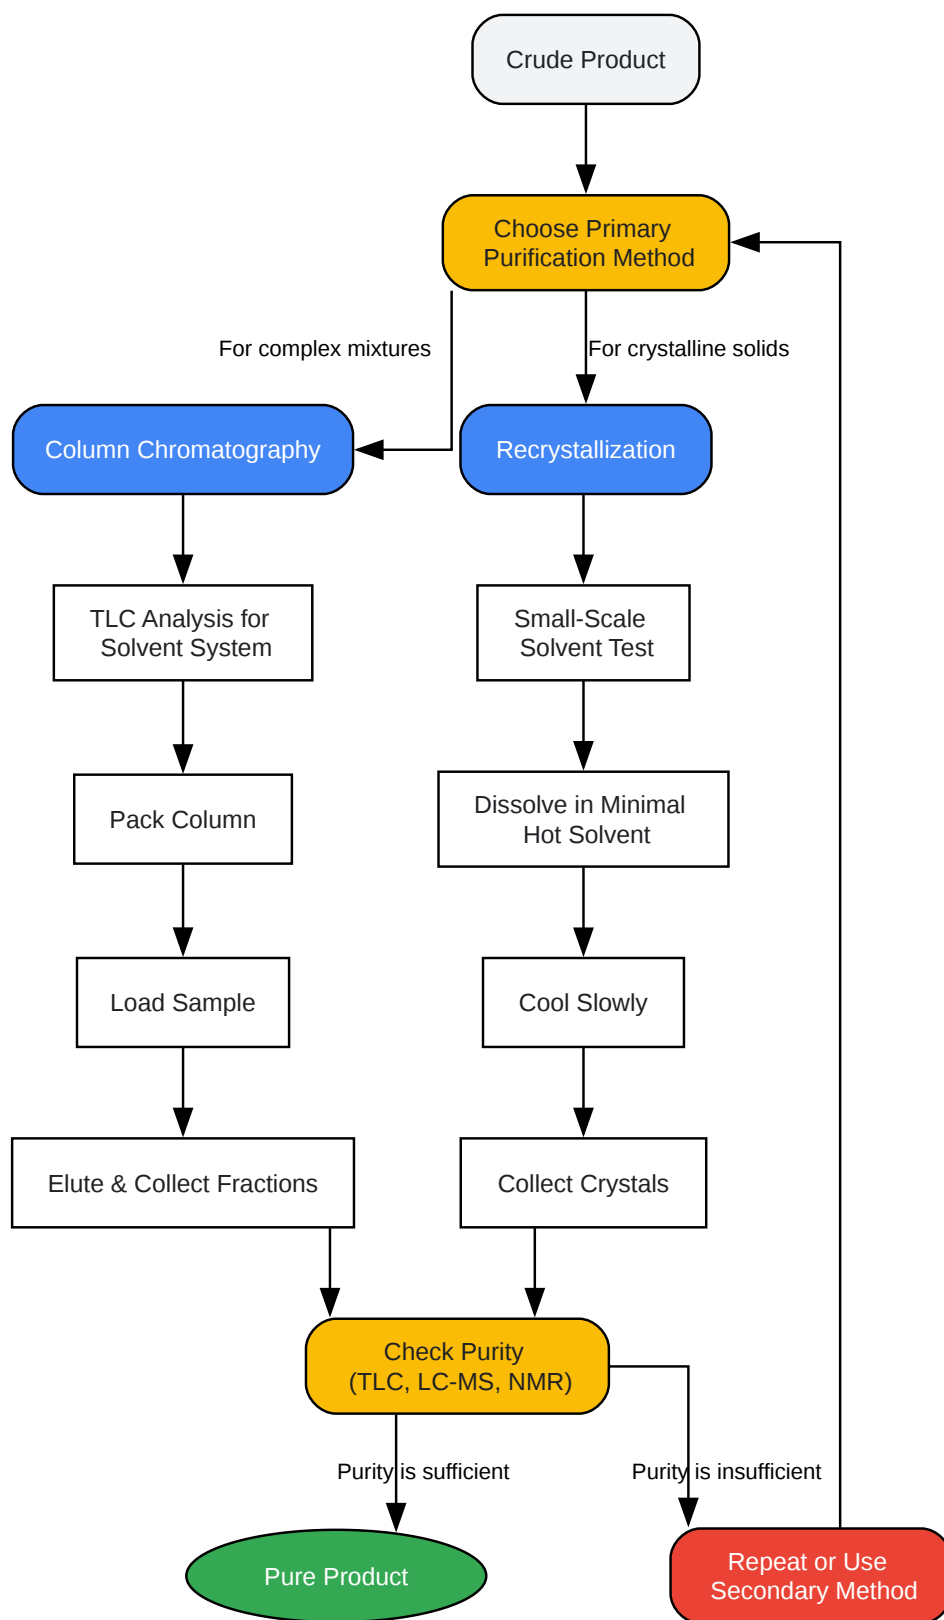 Crude Product
Choose Primary
Purification Method
For complex mixtures
For crystalline solids
Column Chromatography
Recrystallization
TLC Analysis for
Solvent System
Small-Scale
Solvent Test
Pack Column
Dissolve in Minimal
Hot Solvent
Load Sample
Cool Slowly
Elute & Collect Fractions
Collect Crystals
Check Purity
(TLC, LC-MS, NMR)
Purity is sufficient
Purity is insufficient
Pure Product
Repeat or Use
Secondary Method